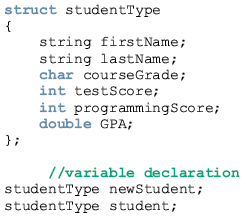 struct studentType
{
    string firstName;
    string lastName;
    char courseGrade;
    int testScore;
    int programmingScore;
    double GPA;
};
     //variable declaration
studentType newStudent;
studentType student;